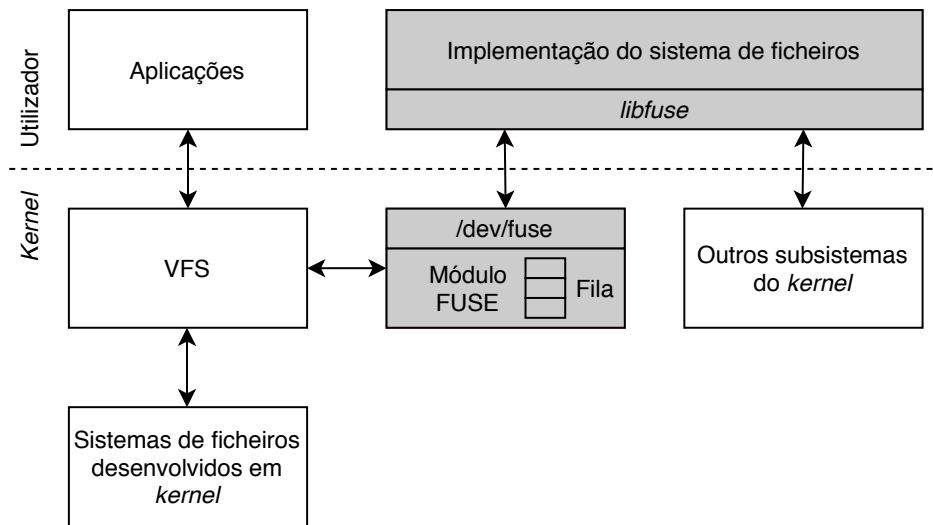 Utilizador
Aplicações
Implementação do sistema de ficheiros
libfuse
Kernel
VFS
/dev/fuse
Módulo
FUSE
Fila
Outros subsistemas
do kernel
Sistemas de ficheiros
desenvolvidos em
kernel